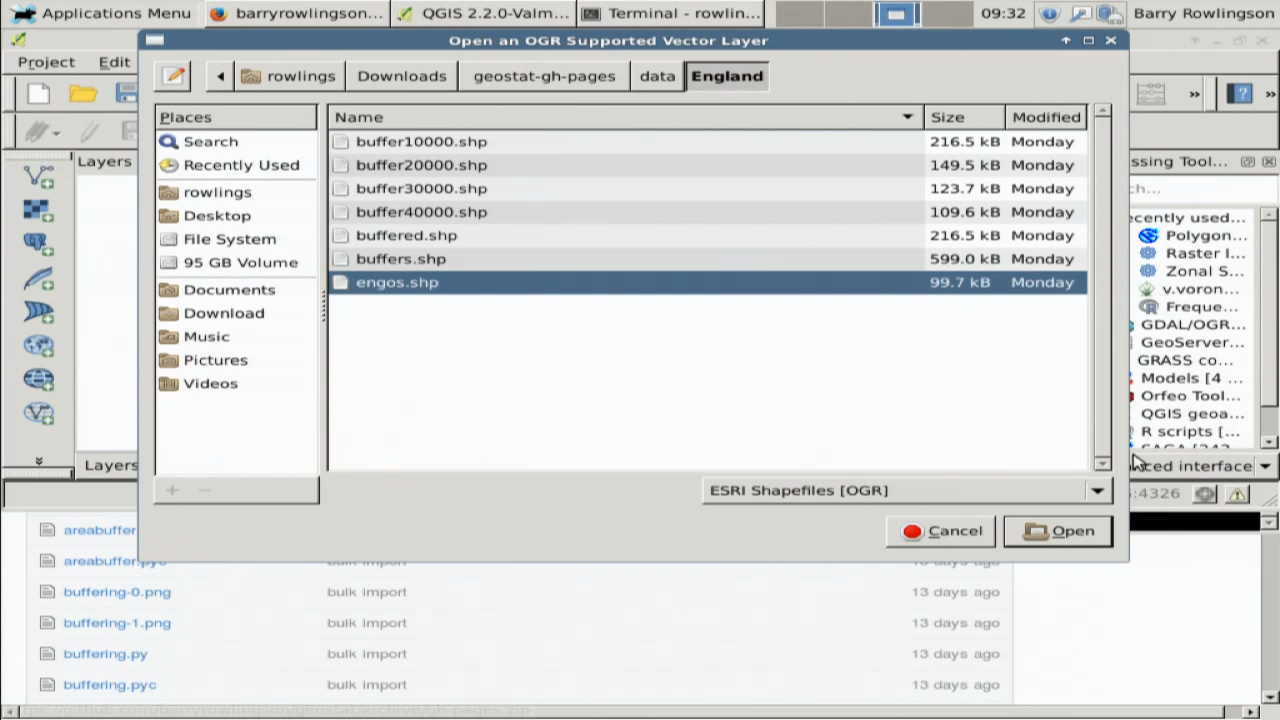 Applications Menu
barryrowlingson...
QGIS 2.2.0-Valm...
Terminal - rowlin...
09:32
Barry Rowlingson
Open an OGR Supported Vector Layer
Project
Edit
rowlings
Downloads
geostat-gh-pages
data
England
Places
Search
Recently Used
rowlings
Desktop
File System
95 GB Volume
Documents
Download
Music
Pictures
Videos
Name Size Modified
buffer10000.shp 216.5 kB Monday
buffer20000.shp 149.5 kB Monday
buffer30000.shp 123.7 kB Monday
buffer40000.shp 109.6 kB Monday
buffered.shp 216.5 kB Monday
buffers.shp 599.0 kB Monday
engos.shp 99.7 kB Monday
ESRI Shapefiles [OGR]
Cancel
Open
Layers
Layers
ssing Tool...
ch...
ecently used...
Polygon...
Raster I...
Zonal S...
v.voron...
Freque...
GDAL/OGR...
GeoServer...
GRASS co...
Models [4 ...
Orfeo Tool...
QGIS geoa...
R scripts [...
ced interface
:4326
areabuffer
areabuffer.pyc bulk import 13 days ago
buffering-0.png bulk import 13 days ago
buffering-1.png bulk import 13 days ago
buffering.py bulk import 13 days ago
buffering.pyc bulk import 13 days ago